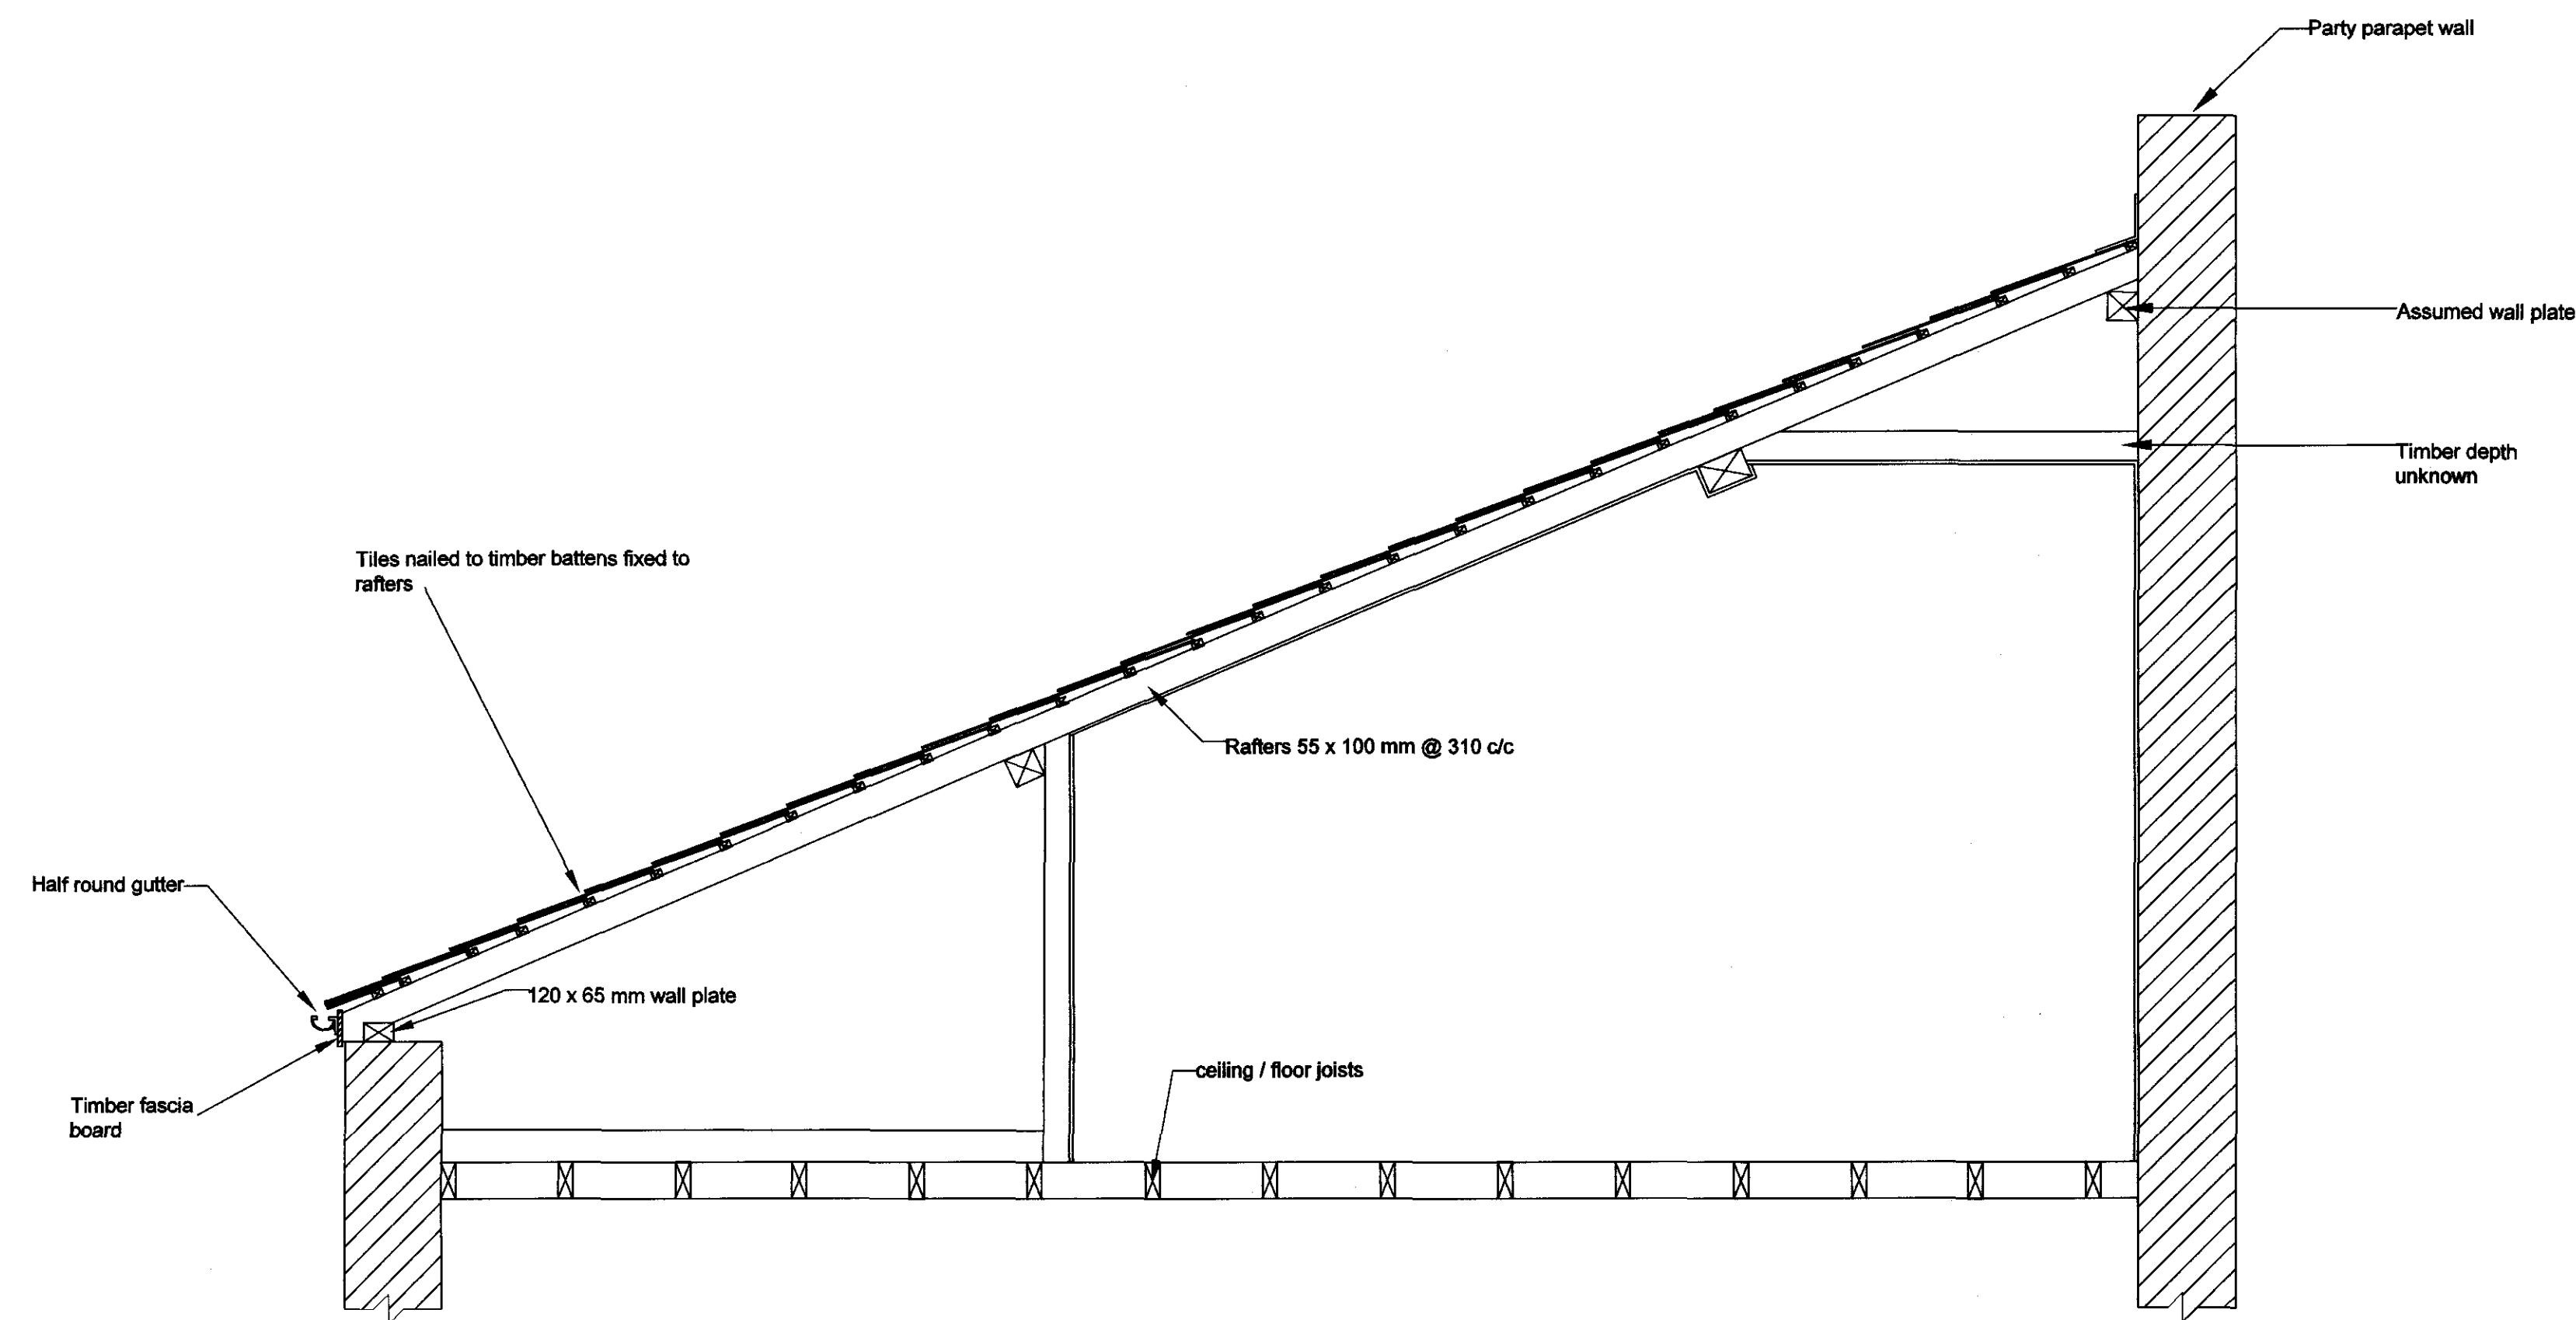 Party parapet wall
Assumed wall plate
Timber depth
unknown
Tiles nailed to timber battens fixed to
rafters
Rafters 55 x 100 mm @ 310 c/c
Half round gutter
120 x 65 mm wall plate
ceiling / floor joists
Timber fascia
board